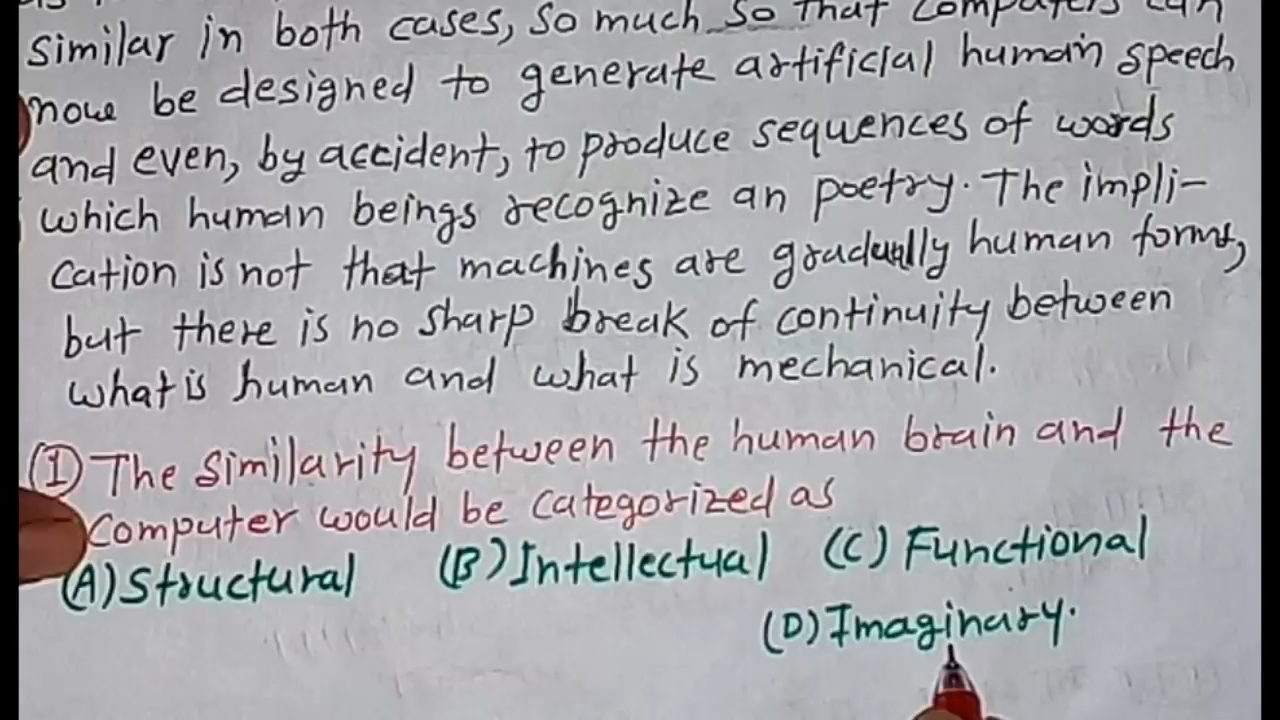 similar in both cases, so much so that computers can
now be designed to generate artificial human speech
and even, by accident, to produce sequences of words
which human beings recognize an poetry. The impli-
cation is not that machines are gradually human forms,
but there is no sharp break of continuity between
what is human and what is mechanical.
(I) The similarity between the human brain and the
computer would be categorized as
(A) Structural (B) Intellectual (C) Functional
(D) Imaginary.